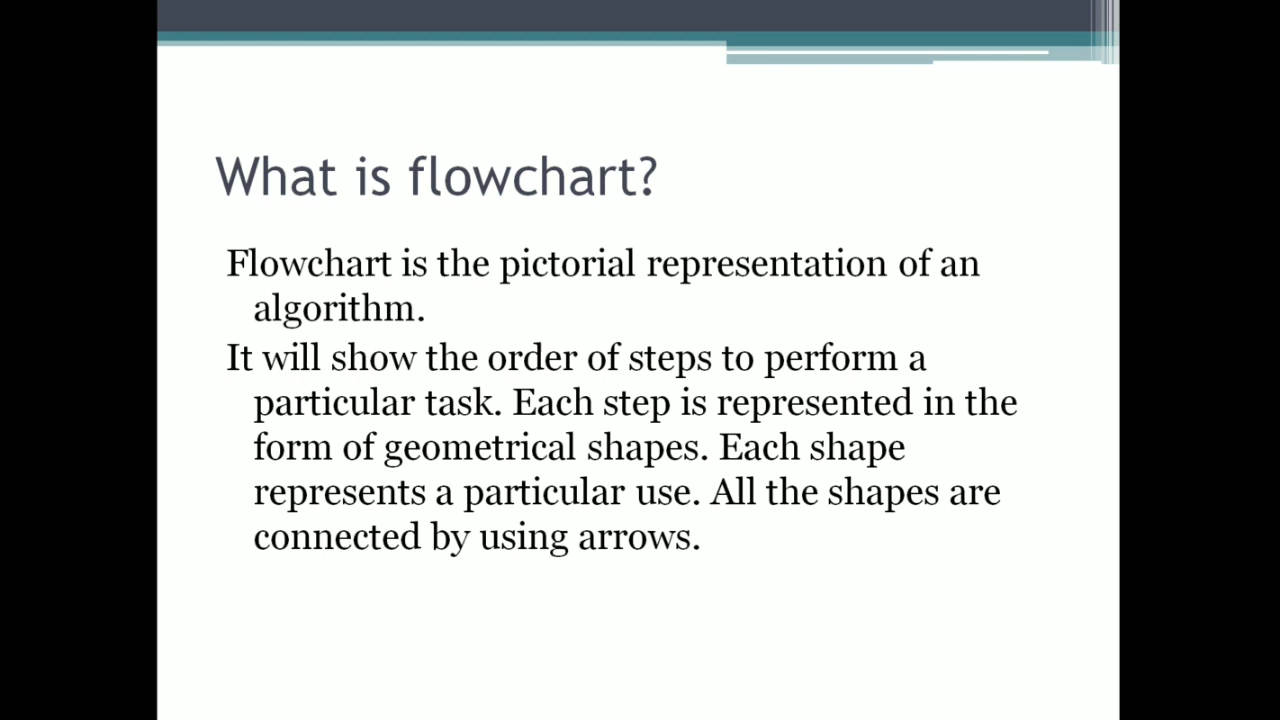 What is flowchart?
Flowchart is the pictorial representation of an
algorithm.
It will show the order of steps to perform a
particular task. Each step is represented in the
form of geometrical shapes. Each shape
represents a particular use. All the shapes are
connected by using arrows.